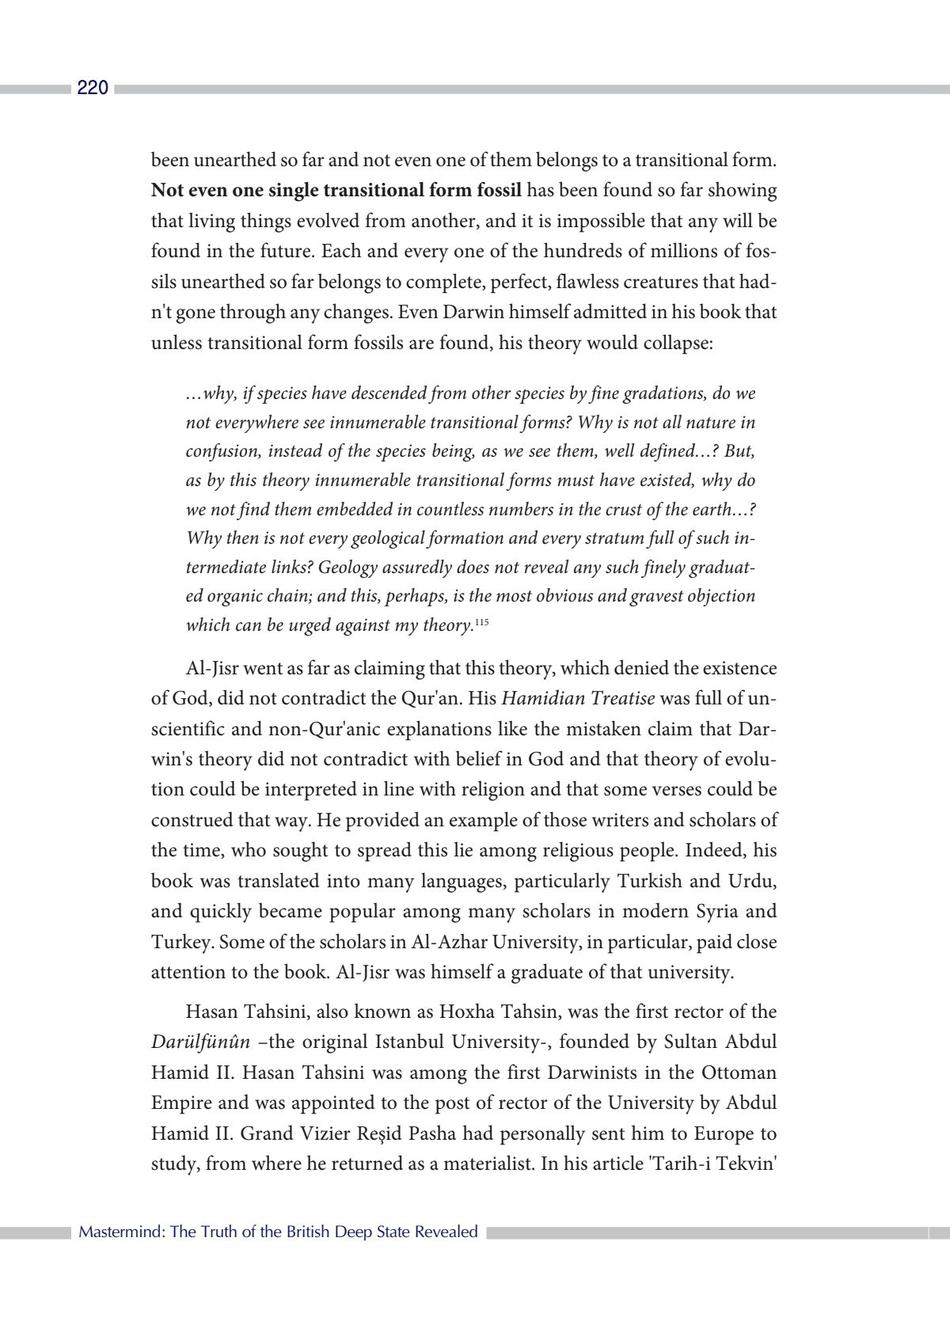 220
been unearthed so far and not even one of them belongs to a transitional form.
Not even one single transitional form fossil has been found so far showing
that living things evolved from another, and it is impossible that any will be
found in the future. Each and every one of the hundreds of millions of fos-
sils unearthed so far belongs to complete, perfect, flawless creatures that had-
n't gone through any changes. Even Darwin himself admitted in his book that
unless transitional form fossils are found, his theory would collapse:
…why, if species have descended from other species by fine gradations, do we
not everywhere see innumerable transitional forms? Why is not all nature in
confusion, instead of the species being, as we see them, well defined…? But,
as by this theory innumerable transitional forms must have existed, why do
we not find them embedded in countless numbers in the crust of the earth…?
Why then is not every geological formation and every stratum full of such in-
termediate links? Geology assuredly does not reveal any such finely graduat-
ed organic chain; and this, perhaps, is the most obvious and gravest objection
which can be urged against my theory.115
Al-Jisr went as far as claiming that this theory, which denied the existence
of God, did not contradict the Qur'an. His Hamidian Treatise was full of un-
scientific and non-Qur'anic explanations like the mistaken claim that Dar-
win's theory did not contradict with belief in God and that theory of evolu-
tion could be interpreted in line with religion and that some verses could be
construed that way. He provided an example of those writers and scholars of
the time, who sought to spread this lie among religious people. Indeed, his
book was translated into many languages, particularly Turkish and Urdu,
and quickly became popular among many scholars in modern Syria and
Turkey. Some of the scholars in Al-Azhar University, in particular, paid close
attention to the book. Al-Jisr was himself a graduate of that university.
Hasan Tahsini, also known as Hoxha Tahsin, was the first rector of the
Darülfünûn –the original Istanbul University-, founded by Sultan Abdul
Hamid II. Hasan Tahsini was among the first Darwinists in the Ottoman
Empire and was appointed to the post of rector of the University by Abdul
Hamid II. Grand Vizier Reşid Pasha had personally sent him to Europe to
study, from where he returned as a materialist. In his article 'Tarih-i Tekvin'
Mastermind: The Truth of the British Deep State Revealed